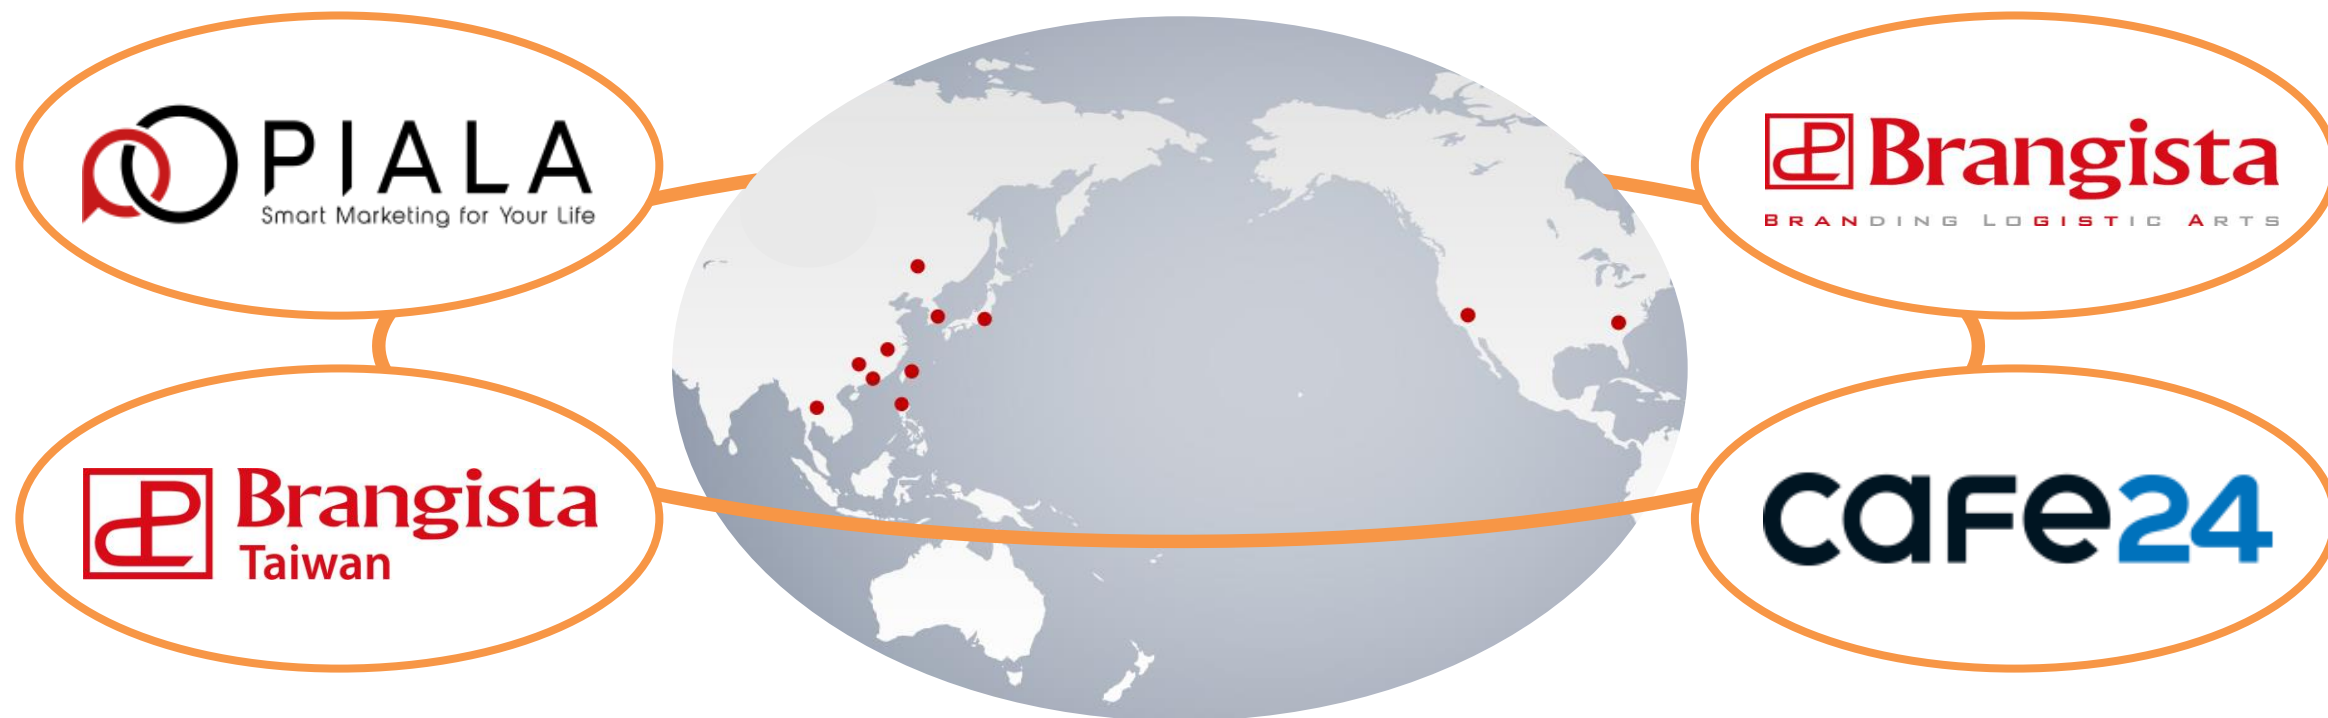 PIALA
Smart Marketing for Your Life
Brangista
BRANDING LOGISTIC ARTS
Brangista
Taiwan
cafe24